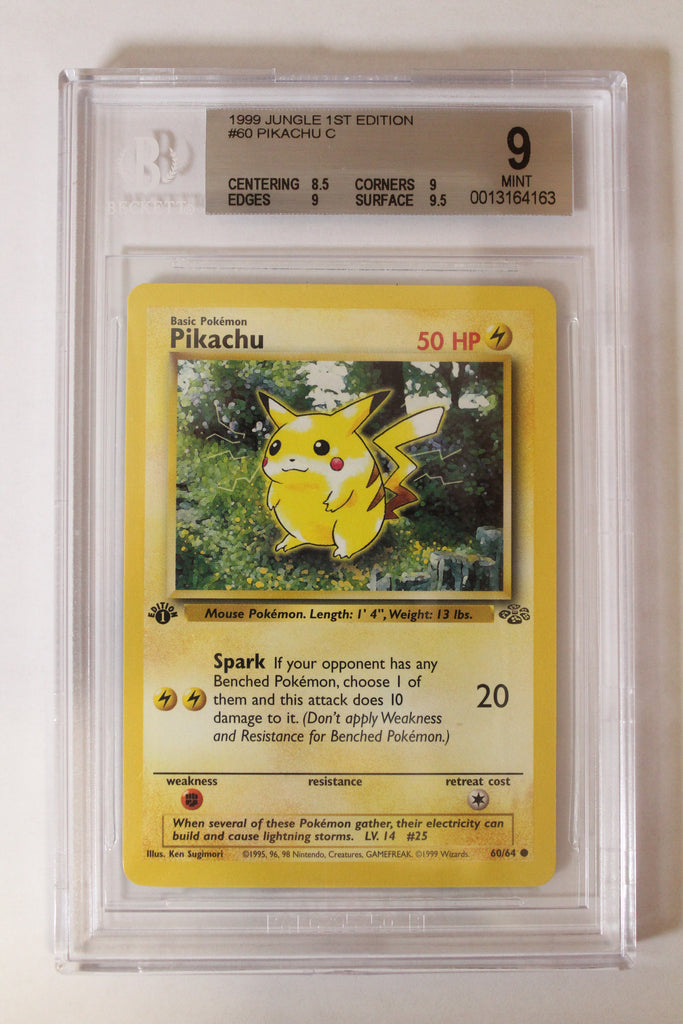 1999 JUNGLE 1ST EDITION
#60 PIKACHU C
9
MINT
CENTERING 8.5 CORNERS 9
EDGES 9 SURFACE 9.5
0013164163
BECKETT
Basic Pokémon
Pikachu
50 HP
EDITION
1
Mouse Pokémon. Length: 1' 4", Weight: 13 lbs.
Spark If your opponent has any
Benched Pokémon, choose 1 of
them and this attack does 10
damage to it. (Don't apply Weakness
and Resistance for Benched Pokémon.)
20
weakness resistance retreat cost
When several of these Pokémon gather, their electricity can
build and cause lightning storms. LV. 14 #25
Illus. Ken Sugimori ©1995, 96, 98 Nintendo, Creatures, GAMEFREAK. ©1999 Wizards. 60/64